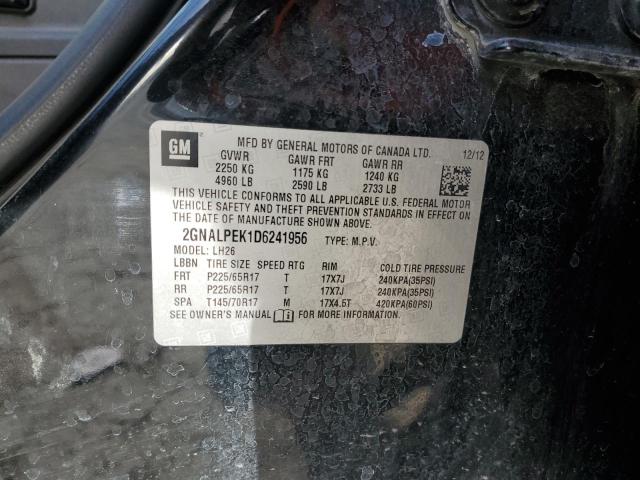 GM
MFD BY GENERAL MOTORS OF CANADA LTD. 12/12
GVWR GAWR FRT GAWR RR
2250 KG 1175 KG 1240 KG
4960 LB 2590 LB 2733 LB
THIS VEHICLE CONFORMS TO ALL APPLICABLE U.S. FEDERAL MOTOR
VEHICLE SAFETY AND THEFT PREVENTION STANDARDS IN EFFECT ON
THE DATE OF MANUFACTURE SHOWN ABOVE.
2GNALPEK1D6241956 TYPE: M.P.V.
MODEL: LH26
LBBN TIRE SIZE SPEED RTG RIM COLD TIRE PRESSURE
FRT P225/65R17 T 17X7J 240KPA(35PSI)
RR P225/65R17 T 17X7J 240KPA(35PSI)
SPA T145/70R17 M 17X4.5T 420KPA(60PSI)
SEE OWNER'S MANUAL FOR MORE INFORMATION.